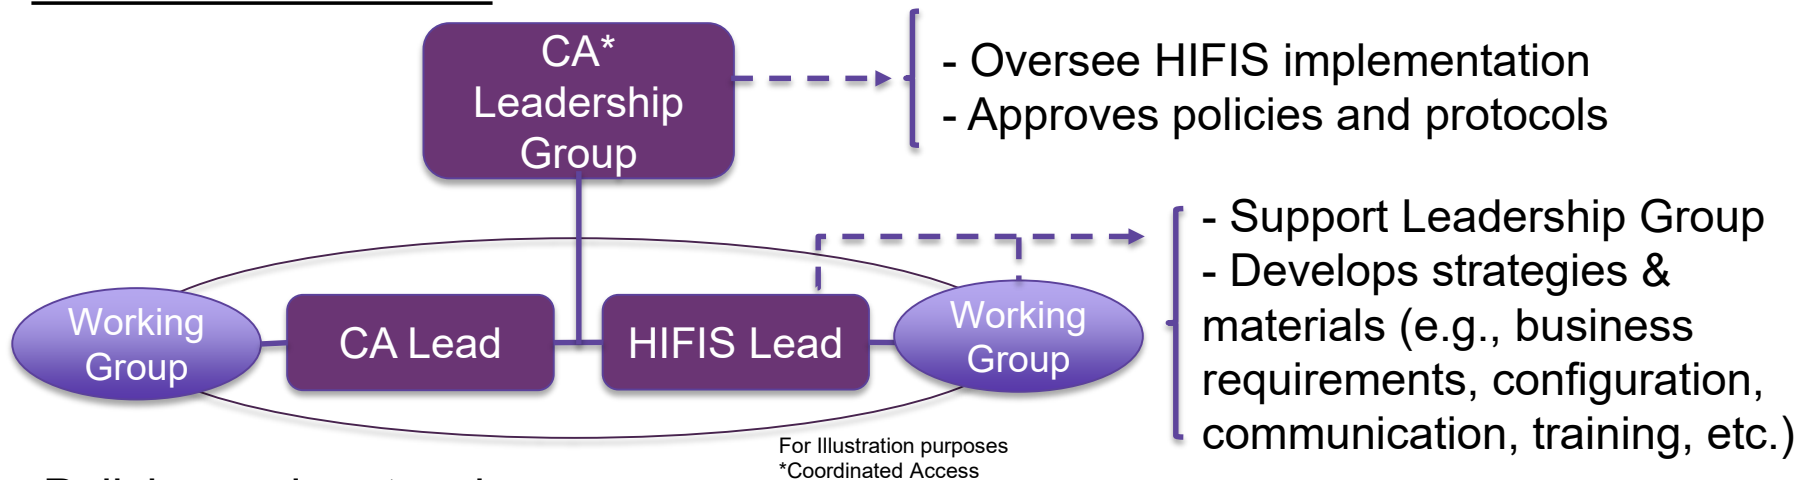 CA*
Leadership
Group
- Oversee HIFIS implementation
- Approves policies and protocols
- Support Leadership Group
- Develops strategies &
materials (e.g., business
requirements, configuration,
communication, training, etc.)
Working
Group
CA Lead
HIFIS Lead
Working
Group
For Illustration purposes
*Coordinated Access